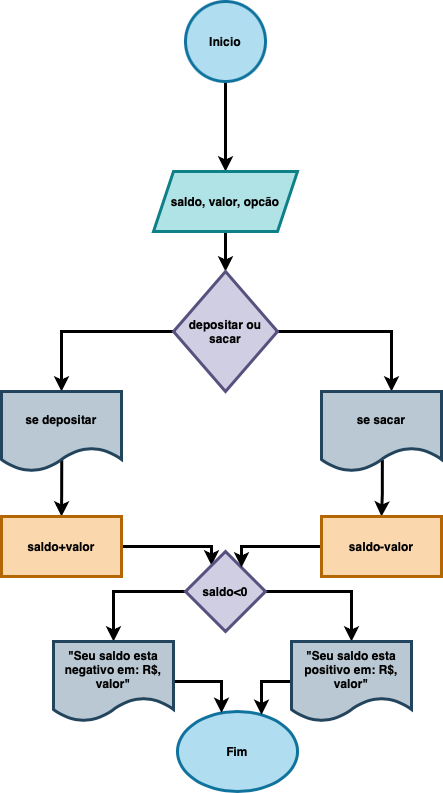 Inicio
saldo, valor, opcão
depositar ou
sacar
se depositar
se sacar
saldo+valor
saldo-valor
saldo<0
"Seu saldo esta
negativo em: R$,
valor"
"Seu saldo esta
positivo em: R$,
valor"
Fim